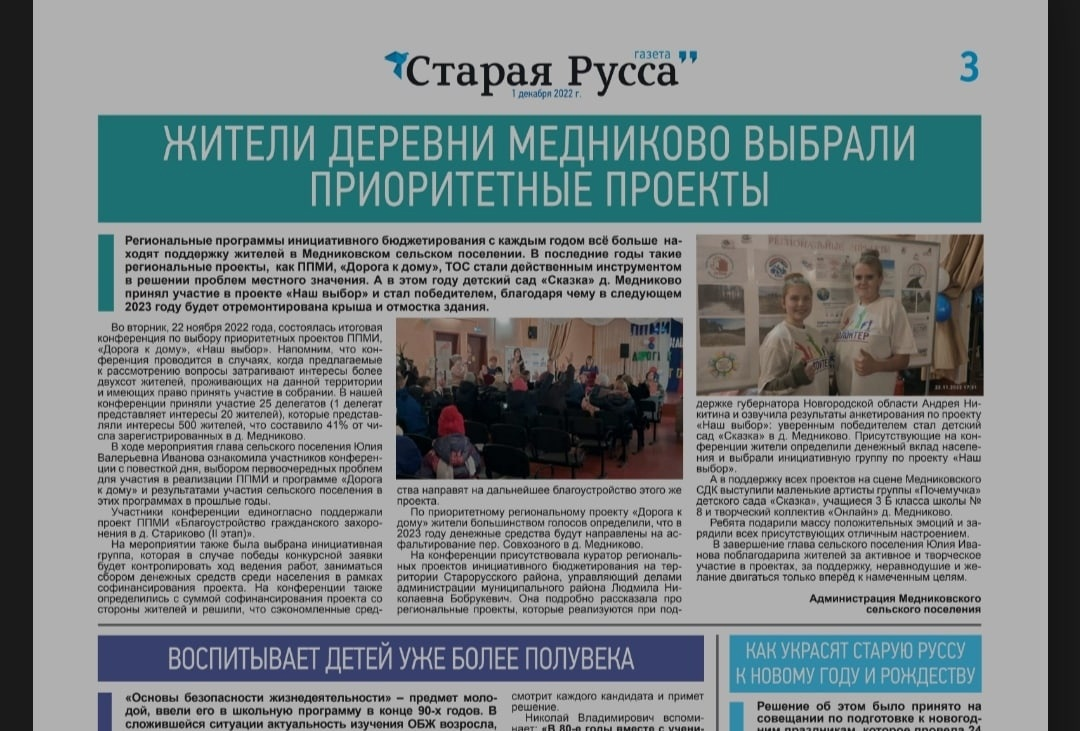 газета
Старая Русса
1 декабря 2022 г.
3
ЖИТЕЛИ ДЕРЕВНИ МЕДНИКОВО ВЫБРАЛИ
ПРИОРИТЕТНЫЕ ПРОЕКТЫ
Региональные программы инициативного бюджетирования с каждым годом всё больше на-
ходят поддержку жителей в Медниковском сельском поселении. В последние годы такие
региональные проекты, как ППМИ, «Дорога к дому», ТОС стали действенным инструментом
в решении проблем местного значения. А в этом году детский сад «Сказка» д. Медниково
принял участие в проекте «Наш выбор» и стал победителем, благодаря чему в следующем
2023 году будет отремонтирована крыша и отмостка здания.
Во вторник, 22 ноября 2022 года, состоялась итоговая
конференция по выбору приоритетных проектов ППМИ,
«Дорога к дому», «Наш выбор». Напомним, что кон-
ференция проводится в случаях, когда предлагаемые
к рассмотрению вопросы затрагивают интересы более
двухсот жителей, проживающих на данной территории
и имеющих право принять участие в собрании. В нашей
конференции приняли участие 25 делегатов (1 делегат
представляет интересы 20 жителей), которые представ-
ляли интересы 500 жителей, что составило 41% от чи-
сла зарегистрированных в д. Медниково.
В ходе мероприятия глава сельского поселения Юлия
Валерьевна Иванова ознакомила участников конферен-
ции с повесткой дня, выбором первоочередных проблем
для участия в реализации ППМИ и программе «Дорога
к дому» и результатами участия сельского поселения в
этих программах в прошлые годы.
Участники конференции единогласно поддержали
проект ППМИ «Благоустройство гражданского захоро-
нения в д. Стариково (II этап)».
На мероприятии также была выбрана инициативная
группа, которая в случае победы конкурсной заявки
будет контролировать ход ведения работ, заниматься
сбором денежных средств среди населения в рамках
софинансирования проекта. На конференции также
определились с суммой софинансирования проекта со
стороны жителей и решили, что сэкономленные сред-
ства направят на дальнейшее благоустройство этого же
проекта.
По приоритетному региональному проекту «Дорога к
дому» жители большинством голосов определили, что в
2023 году денежные средства будут направлены на ас-
фальтирование пер. Совхозного в д. Медниково.
На конференции присутствовала куратор региональ-
ных проектов инициативного бюджетирования на тер-
ритории Старорусского района, управляющий делами
администрации муниципального района Людмила Ни-
колаевна Бобрукевич. Она подробно рассказала про
региональные проекты, которые реализуются при под-
РЕГИОНАЛЬНЫЕ
22.11.2022 17:31
держке губернатора Новгородской области Андрея Ни-
китина и озвучила результаты анкетирования по проекту
«Наш выбор»: уверенным победителем стал детский
сад «Сказка» в д. Медниково. Присутствующие на кон-
ференции жители определили денежный вклад населе-
ния и выбрали инициативную группу по проекту «Наш
выбор».
А в поддержку всех проектов на сцене Медниковского
СДК выступили маленькие артисты группы «Почемучка»
детского сада «Сказка», учащиеся 3 Б класса школы №
8 и творческий коллектив «Онлайн» д. Медниково.
Ребята подарили массу положительных эмоций и за-
рядили всех присутствующих отличным настроением.
В завершение глава сельского поселения Юлия Ива-
нова поблагодарила жителей за активное и творческое
участие в проектах, за поддержку, неравнодушие и же-
лание двигаться только вперёд к намеченным целям.
Администрация Медниковского
сельского поселения
ВОСПИТЫВАЕТ ДЕТЕЙ УЖЕ БОЛЕЕ ПОЛУВЕКА
«Основы безопасности жизнедеятельности» – предмет моло-
дой, ввели его в школьную программу в конце 90-х годов. В
сложившейся ситуации актуальность изучения ОБЖ возросла,
смотрит каждого кандидата и примет
решение.
Николай Владимирович вспоми-
нает: «В 80-е годы вместе с учени-
КАК УКРАСЯТ СТАРУЮ РУССУ
К НОВОМУ ГОДУ И РОЖДЕСТВУ
Решение об этом было принято на
совещании по подготовке к новогод-
ним праздникам, которое провела 24